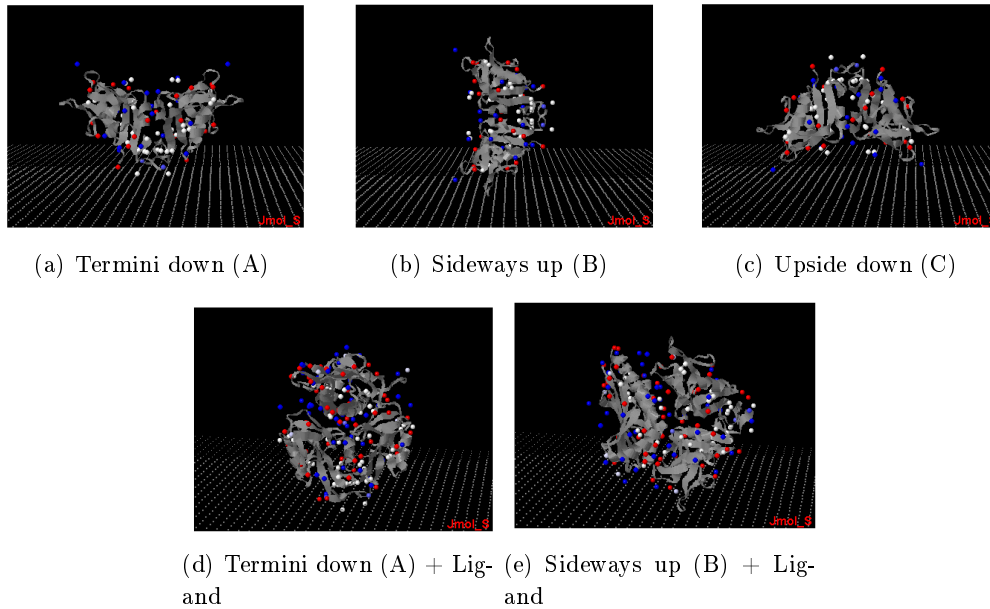 Jmol_S
Jmol_S
Jmol_S
(a) Termini down (A)
(b) Sideways up (B)
(c) Upside down (C)
Jmol_S
Jmol_S
(d) Termini down (A) + Lig-
and
(e) Sideways up (B) + Lig-
and